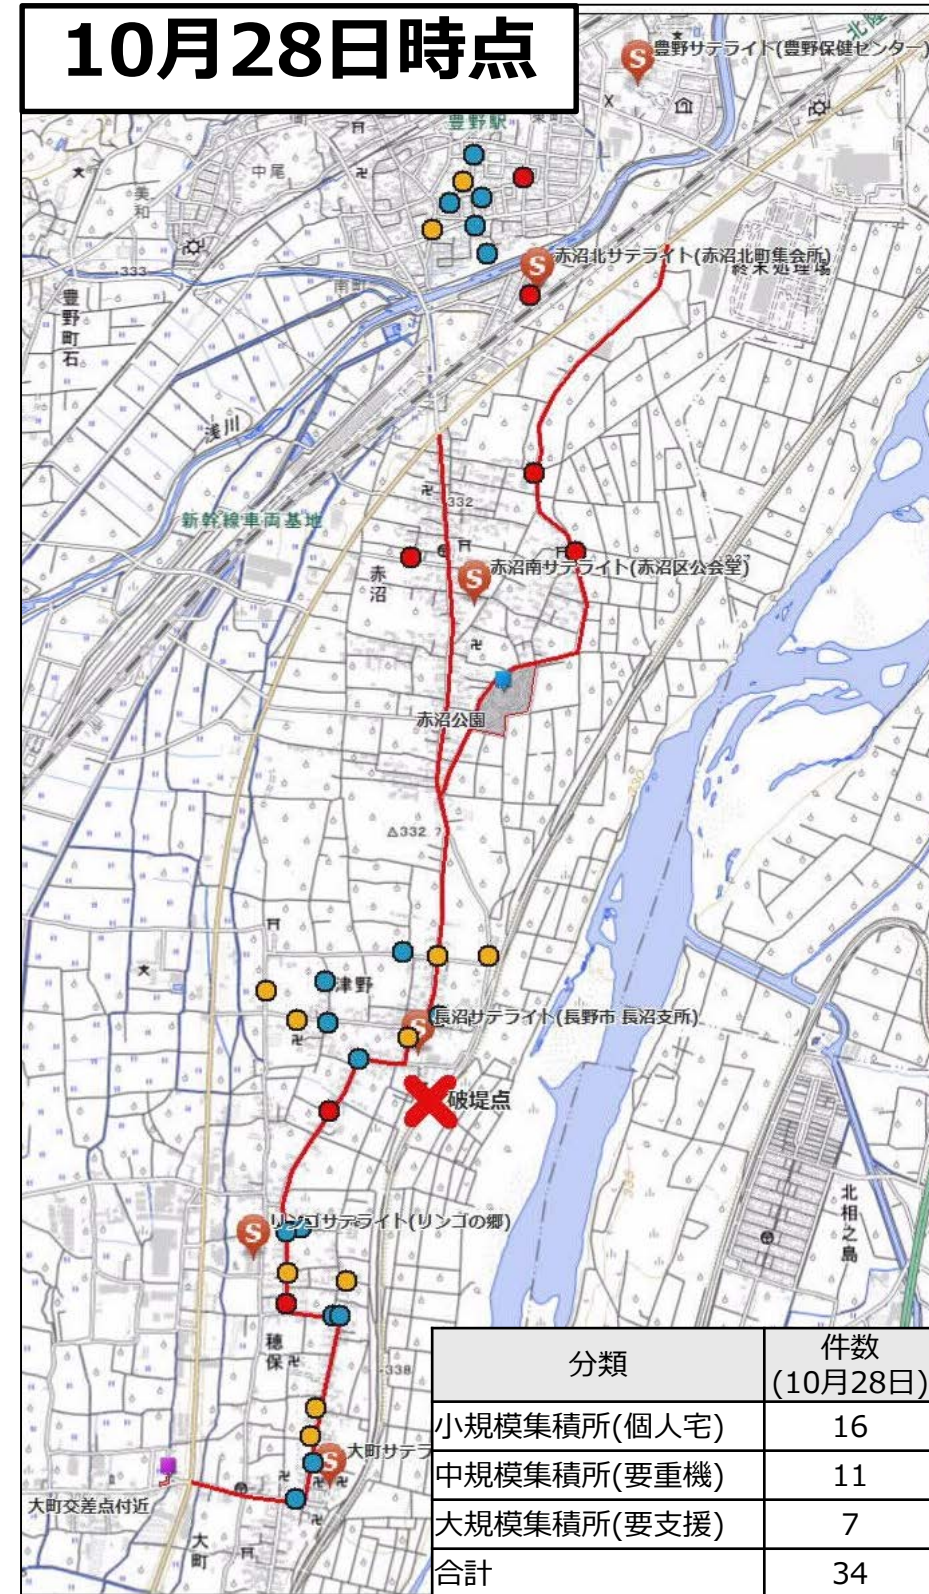 10月28日時点
豊野サテライト(豊野保健センター)
豊野駅
中尾
美和
333
南町
赤沼北サテライト(赤沼北町集会所)
終末処理場
豊野町石
浅川
332
新幹線車両基地
赤沼
赤沼南サテライト(赤沼区公会堂)
赤沼公園
330
△332
津野
長沼サテライト(長野市 長沼支所)
破堤点
北相之島
リンゴサテライト(リンゴの郷)
穂保
338
大町サテラ
大町交差点付近
大町
分類
件数
(10月28日)
小規模集積所(個人宅)
16
中規模集積所(要重機)
11
大規模集積所(要支援)
7
合計
34